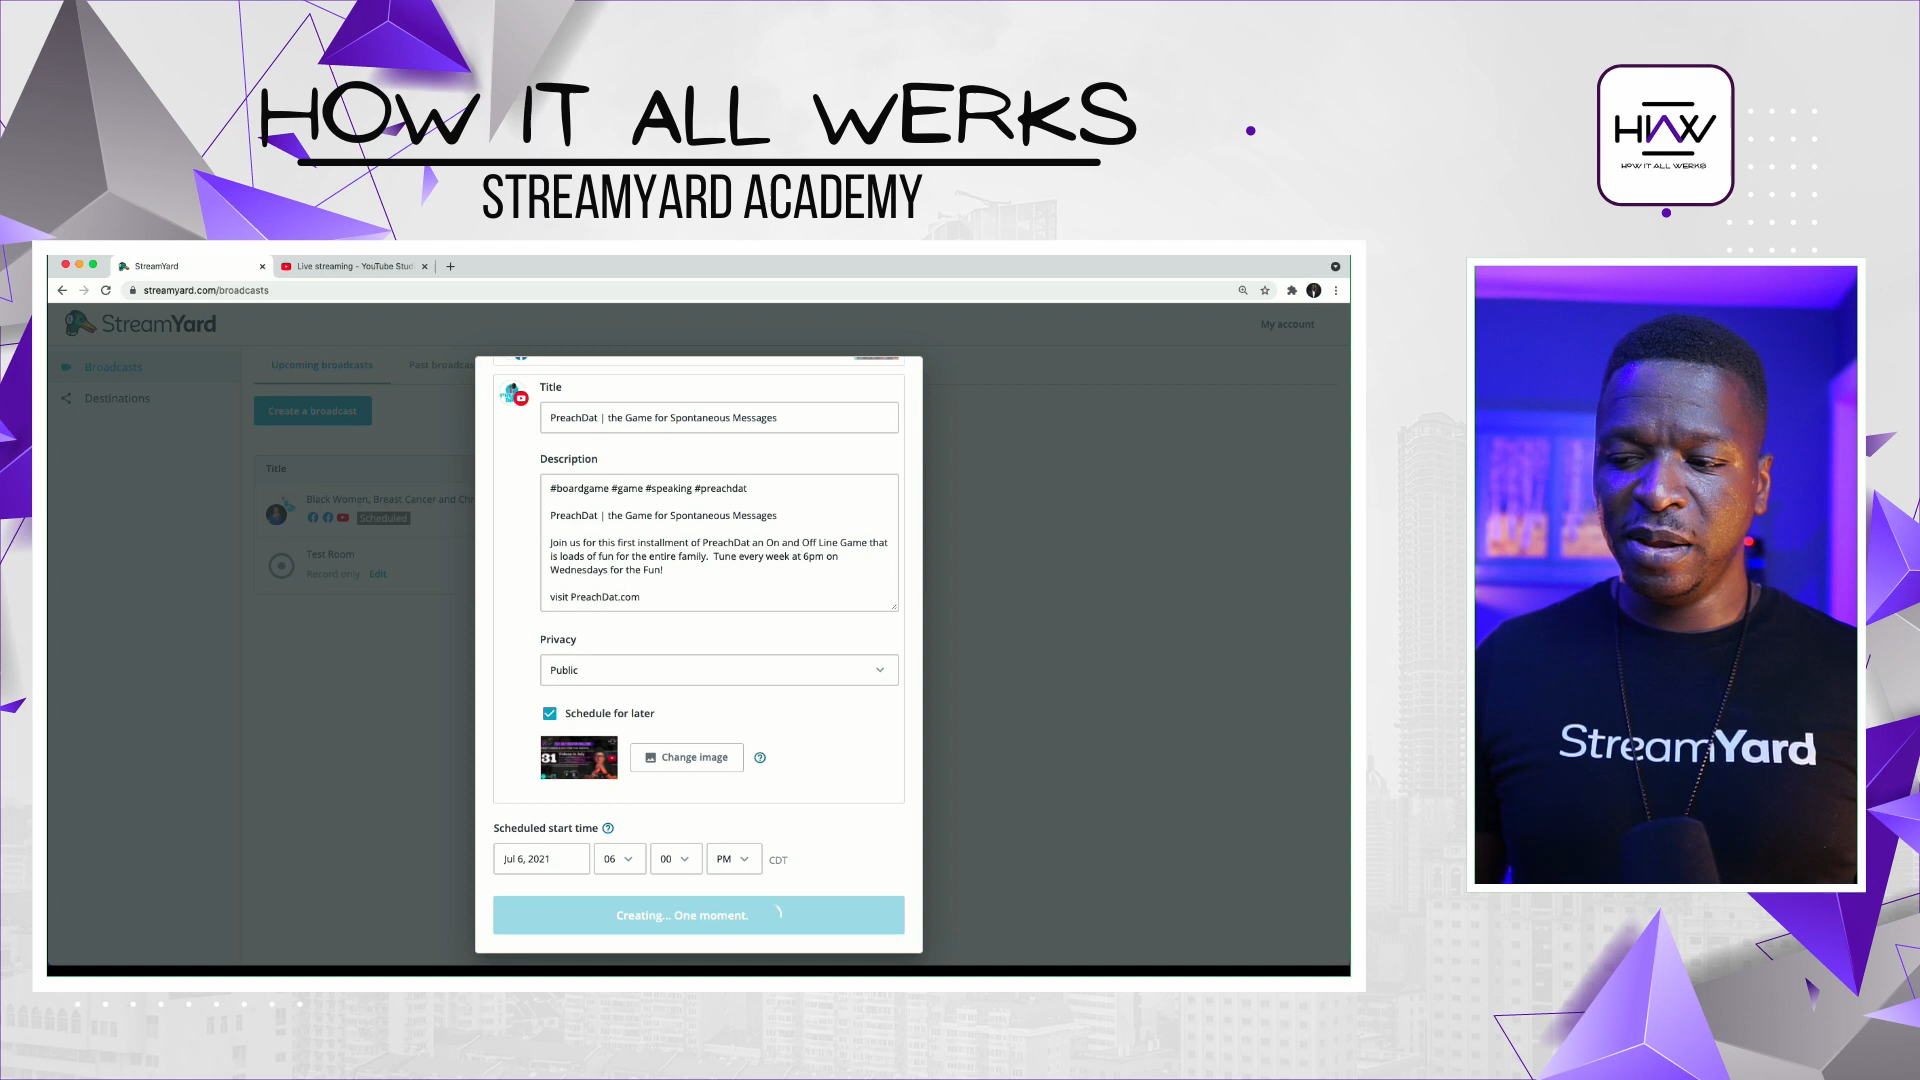 HOW IT ALL WERKS
STREAMYARD ACADEMY
HIAW
HOW IT ALL WERKS
StreamYard
Live streaming - YouTube Stud
streamyard.com/broadcasts
StreamYard
My account
Broadcasts
Destinations
Upcoming broadcasts
Past broadcas
Create a broadcast
Title
Black Women, Breast Cancer and Chr
Scheduled
Test Room
Record only Edit
Title
PreachDat | the Game for Spontaneous Messages
Description
#boardgame #game #speaking #preachdat
PreachDat | the Game for Spontaneous Messages
Join us for this first installment of PreachDat an On and Off Line Game that
is loads of fun for the entire family. Tune every week at 6pm on
Wednesdays for the Fun!
visit PreachDat.com
Privacy
Public
Schedule for later
31
Change image
Scheduled start time
Jul 6, 2021
06
00
PM
CDT
Creating... One moment.
StreamYard